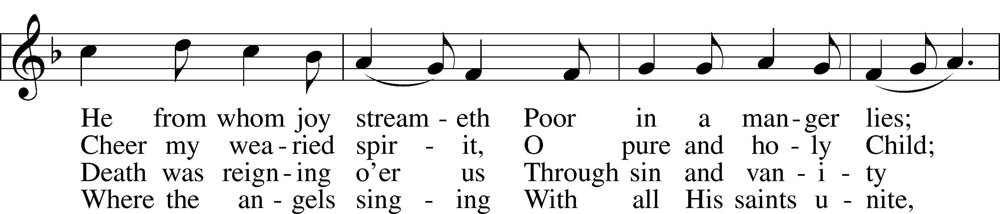 He from whom joy stream - eth Poor in a man - ger lies;
Cheer my wea - ried spir - it, O pure and ho - ly Child;
Death was reign - ing o’er us Through sin and van - i - ty
Where the an - gels sing - ing With all His saints u - nite,